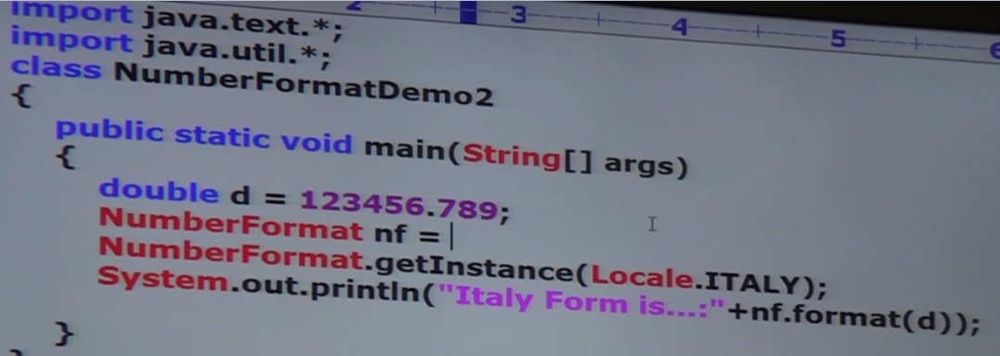 2 3 4 5 6
import java.text.*;
import java.util.*;
class NumberFormatDemo2
{
public static void main(String[] args)
{
double d = 123456.789;
NumberFormat nf =
NumberFormat.getInstance(Locale.ITALY);
System.out.println("Italy Form is...:"+nf.format(d));
}
}